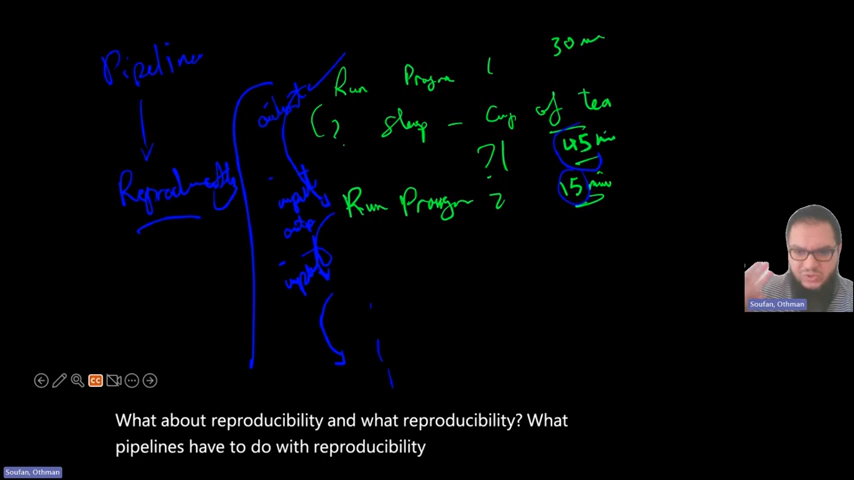 Pipeline
Reproducibility
output
input
output
input
Run Program 1 30 min
(? Sleep - Cup of tea
?! 45 min
15 min
Run Program 2
Soufan, Othman
What about reproducibility and what reproducibility? What
pipelines have to do with reproducibility
Soufan, Othman